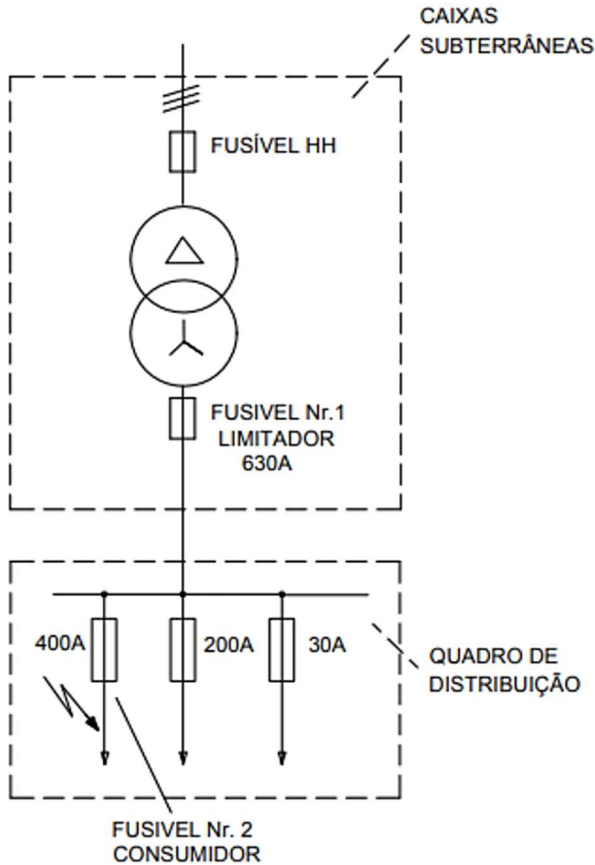 CAIXAS
SUBTERRÂNEAS
FUSÍVEL HH
FUSIVEL Nr.1
LIMITADOR
630A
400A
200A
30A
QUADRO DE
DISTRIBUIÇÃO
FUSIVEL Nr. 2
CONSUMIDOR